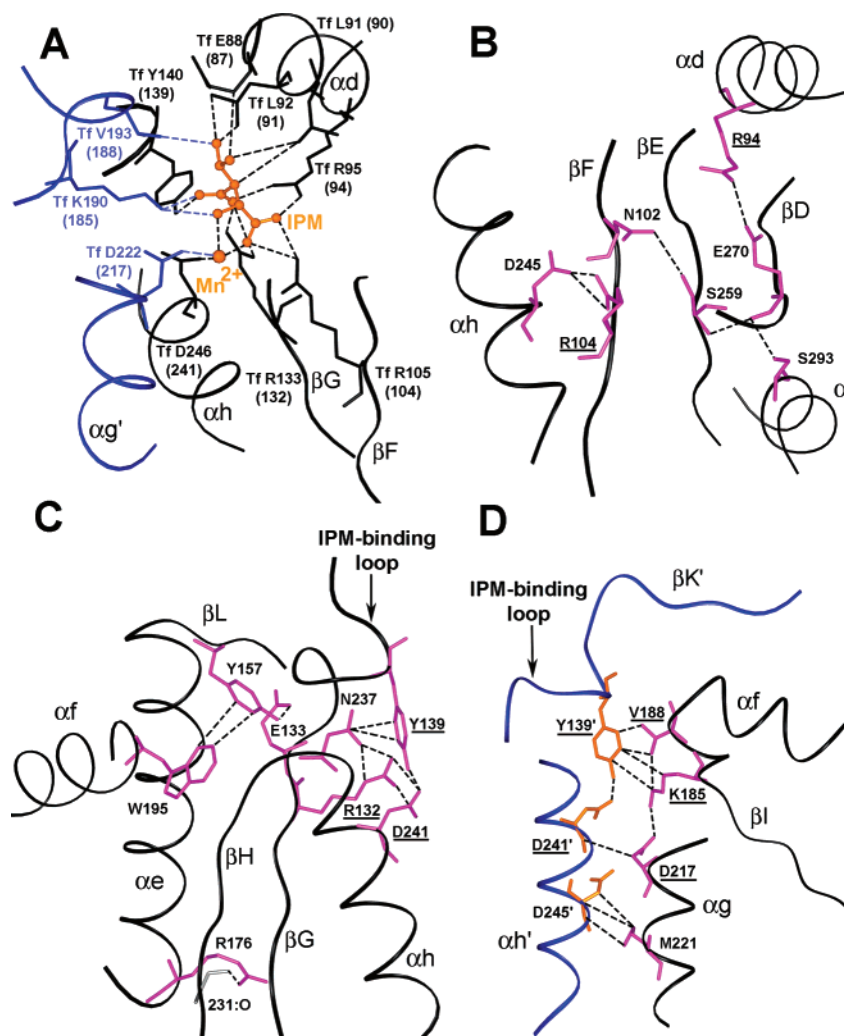 A
Tf E88
(87)
Tf L91 (90)
αd
Tf Y140
(139)
Tf L92
(91)
Tf V193
(188)
Tf R95
(94)
Tf K190
(185)
IPM
Tf D222
(217)
Mn2+
Tf D246
(241)
Tf R133
(132)
βG
Tf R105
(104)
αg'
αh
βF
B
αd
R94
βE
βF
N102
βD
D245
E270
S259
αh
R104
S293
α
C
IPM-binding
loop
βL
Y157
αf
N237
E133
Y139
W195
R132
D241
βH
αe
R176
βG
αh
231:O
D
βK'
IPM-binding
loop
αf
V188
Y139'
K185
βI
D241'
D217
D245'
αg
αh'
M221